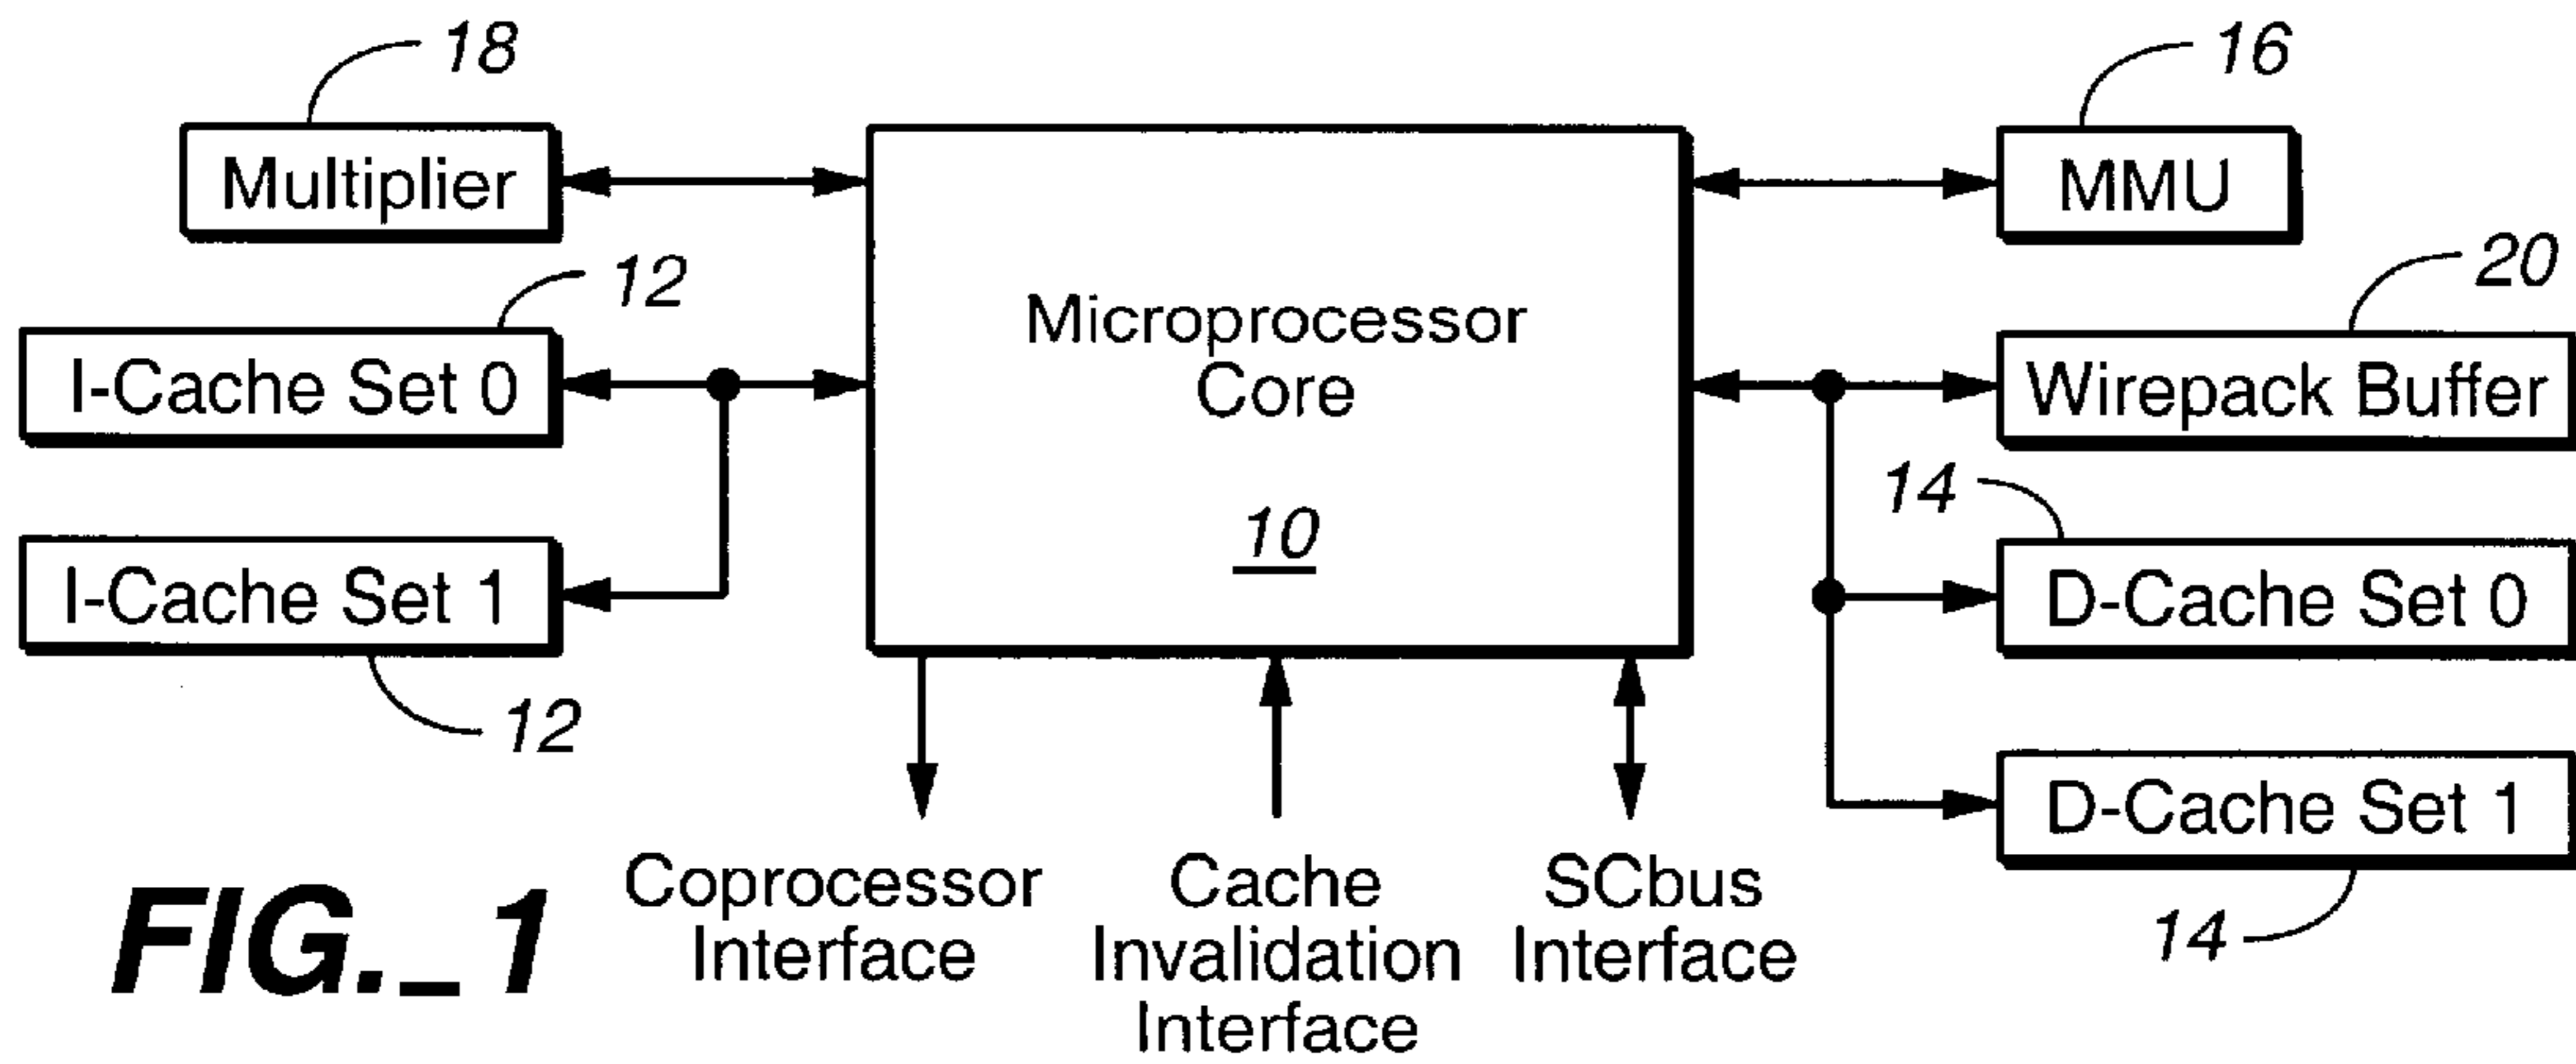 18
16
Multiplier
MMU
12
20
I-Cache Set 0
Microprocessor
Core
Wirepack Buffer
14
10
I-Cache Set 1
D-Cache Set 0
12
D-Cache Set 1
Coprocessor
Interface
Cache
Invalidation
Interface
SCbus
Interface
14
FIG._1